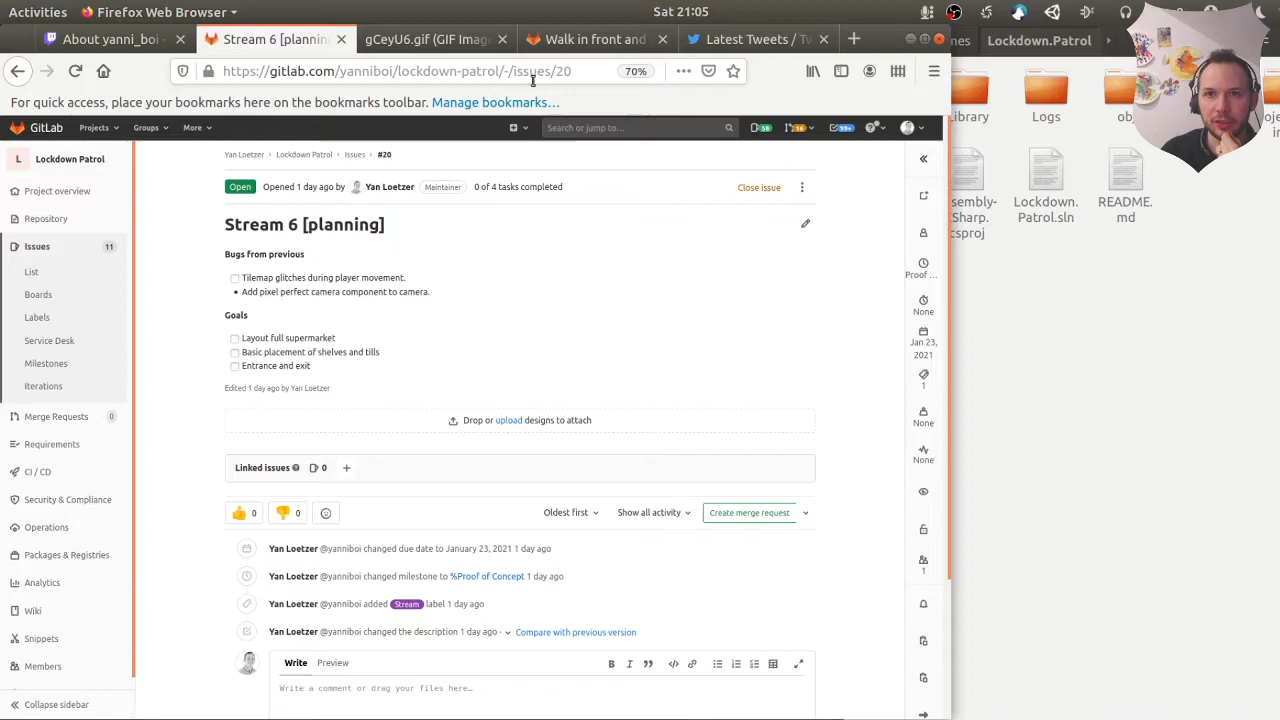 Activities
Firefox Web Browser
Sat 21:05
About yanni_boi
Stream 6 [plannin
gCeyU6.gif (GIF Imag
Walk in front and
Latest Tweets / Tw
Lockdown.Patrol
https://gitlab.com/yanniboi/lockdown-patrol/-/issues/20
70%
For quick access, place your bookmarks here on the bookmarks toolbar. Manage bookmarks…
GitLab
Projects
Groups
More
Search or jump to…
58
16
99+
Lockdown Patrol
Project overview
Repository
Issues
11
List
Boards
Labels
Service Desk
Milestones
Iterations
Merge Requests
0
Requirements
CI / CD
Security & Compliance
Operations
Packages & Registries
Analytics
Wiki
Snippets
Members
Collapse sidebar
Yan Loetzer > Lockdown Patrol > Issues > #20
Open
Opened 1 day ago by Yan Loetzer
Maintainer
0 of 4 tasks completed
Close issue
Stream 6 [planning]
Bugs from previous
Tilemap glitches during player movement.
• Add pixel perfect camera component to camera.
Goals
Layout full supermarket
Basic placement of shelves and tills
Entrance and exit
Edited 1 day ago by Yan Loetzer
Drop or upload designs to attach
Linked issues
0
0
0
Oldest first
Show all activity
Create merge request
Yan Loetzer @yanniboi changed due date to January 23, 2021 1 day ago
Yan Loetzer @yanniboi changed milestone to %Proof of Concept 1 day ago
Yan Loetzer @yanniboi added Stream label 1 day ago
Yan Loetzer @yanniboi changed the description 1 day ago · Compare with previous version
Write
Preview
Write a comment or drag your files here…
Proof …
None
Jan 23,
2021
1
None
None
1
Logs
Lockdown.
Patrol.sln
README.
md
Sharp.
csproj